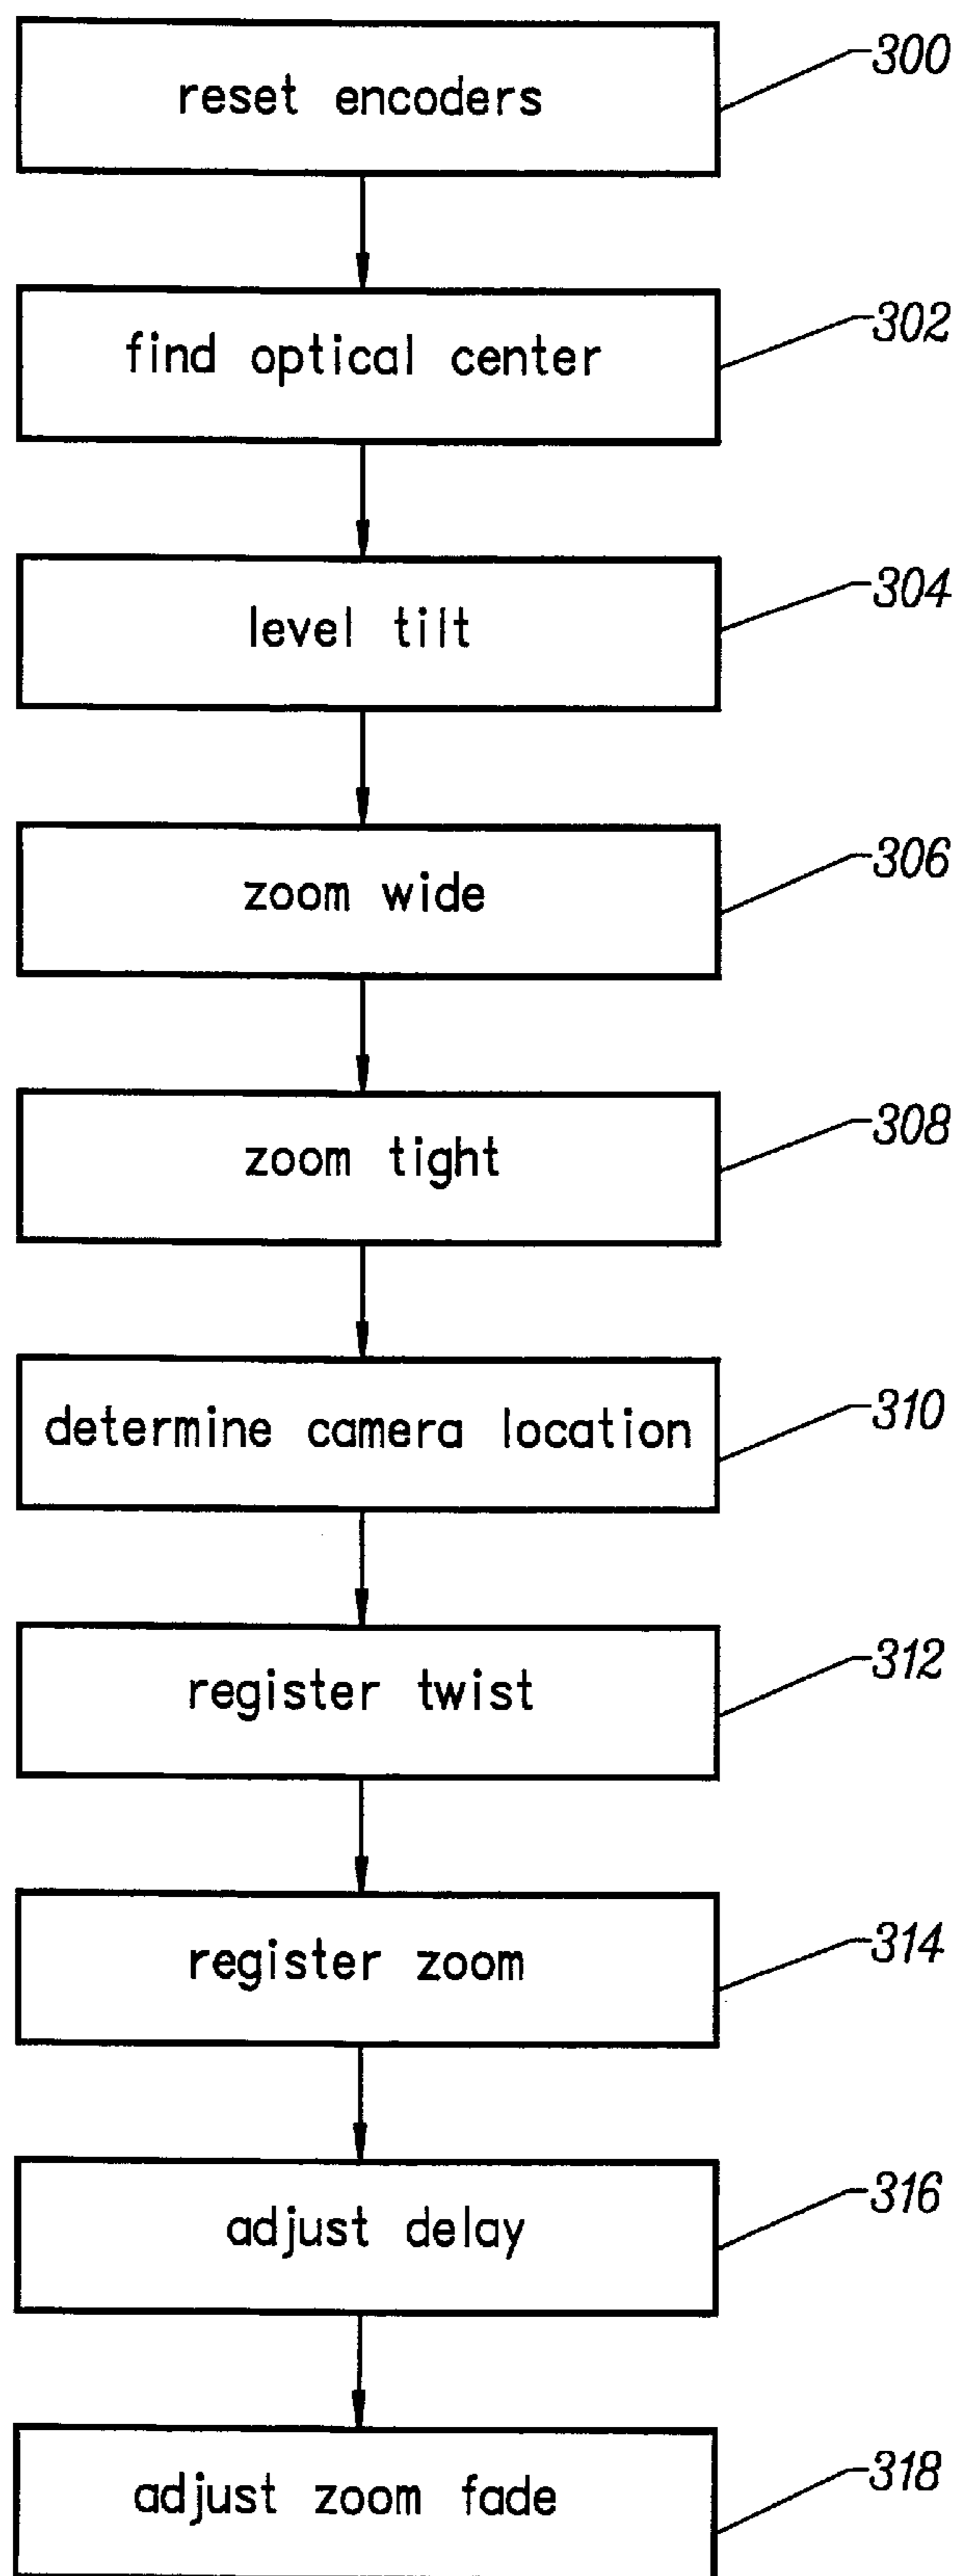 reset encoders
300
find optical center
302
level tilt
304
zoom wide
306
zoom tight
308
determine camera location
310
register twist
312
register zoom
314
adjust delay
316
adjust zoom fade
318